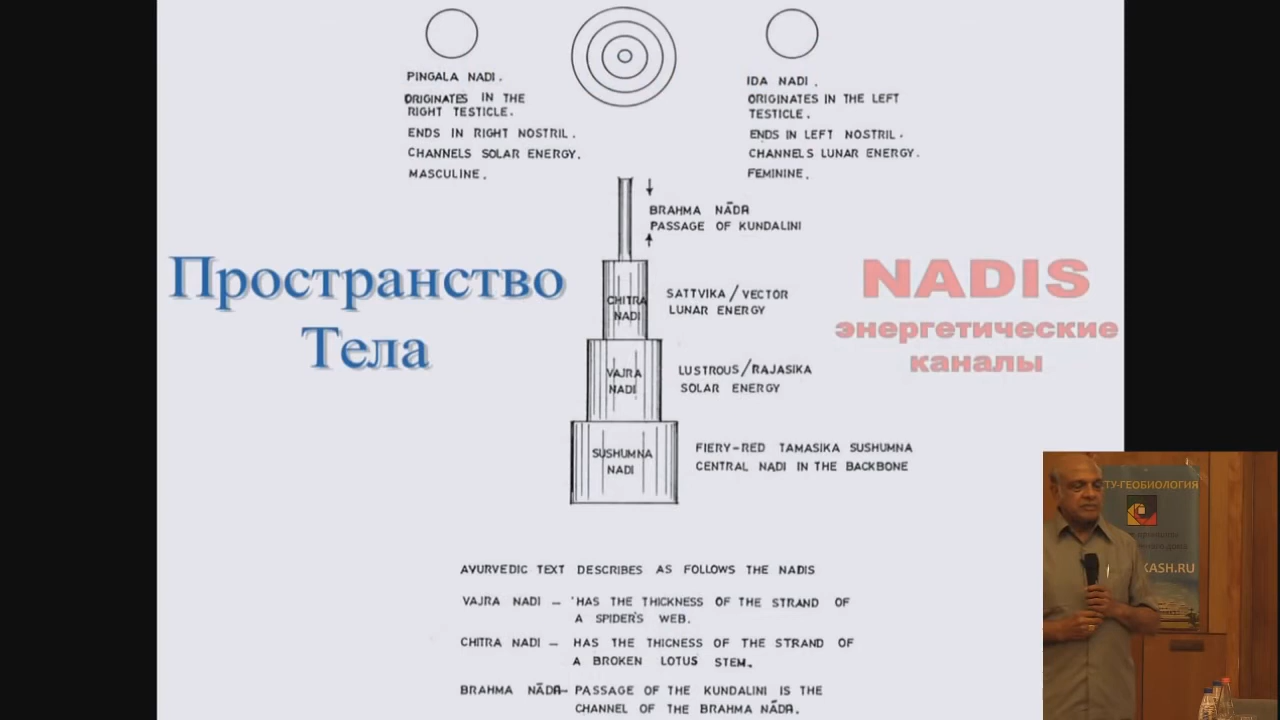 PINGALA NADI.
ORIGINATES IN THE
RIGHT TESTICLE.
ENDS IN RIGHT NOSTRIL.
CHANNELS SOLAR ENERGY.
MASCULINE.
IDA NADI.
ORIGINATES IN THE LEFT
TESTICLE.
ENDS IN LEFT NOSTRIL.
CHANNELS LUNAR ENERGY.
FEMININE.
BRAHMA NĀDA
PASSAGE OF KUNDALINI
Пространство
Тела
NADIS
энергетические
каналы
CHITRA
NADI
SATTVIKA/VECTOR
LUNAR ENERGY
VAJRA
NADI
LUSTROUS/RAJASIKA
SOLAR ENERGY
SUSHUMNA
NADI
FIERY-RED TAMASIKA SUSHUMNA
CENTRAL NADI IN THE BACKBONE
AYURVEDIC TEXT DESCRIBES AS FOLLOWS THE NADIS
VAJRA NADI – 'HAS THE THICKNESS OF THE STRAND OF
A SPIDER'S WEB.
CHITRA NADI – HAS THE THICNESS OF THE STRAND OF
A BROKEN LOTUS STEM.
BRAHMA NĀDA– PASSAGE OF THE KUNDALINI IS THE
CHANNEL OF THE BRAHMA NĀDA.
ТУ-ГЕОБИОЛОГИЯ
KASH.RU